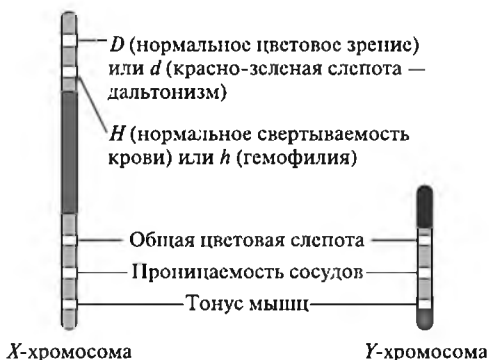 D (нормальное цветовое зрение)
или d (красно-зеленая слепота —
дальтонизм)
H (нормальное свертываемость
крови) или h (гемофилия)
Общая цветовая слепота
Проницаемость сосудов
Тонус мышц
X-хромосома
Y-хромосома